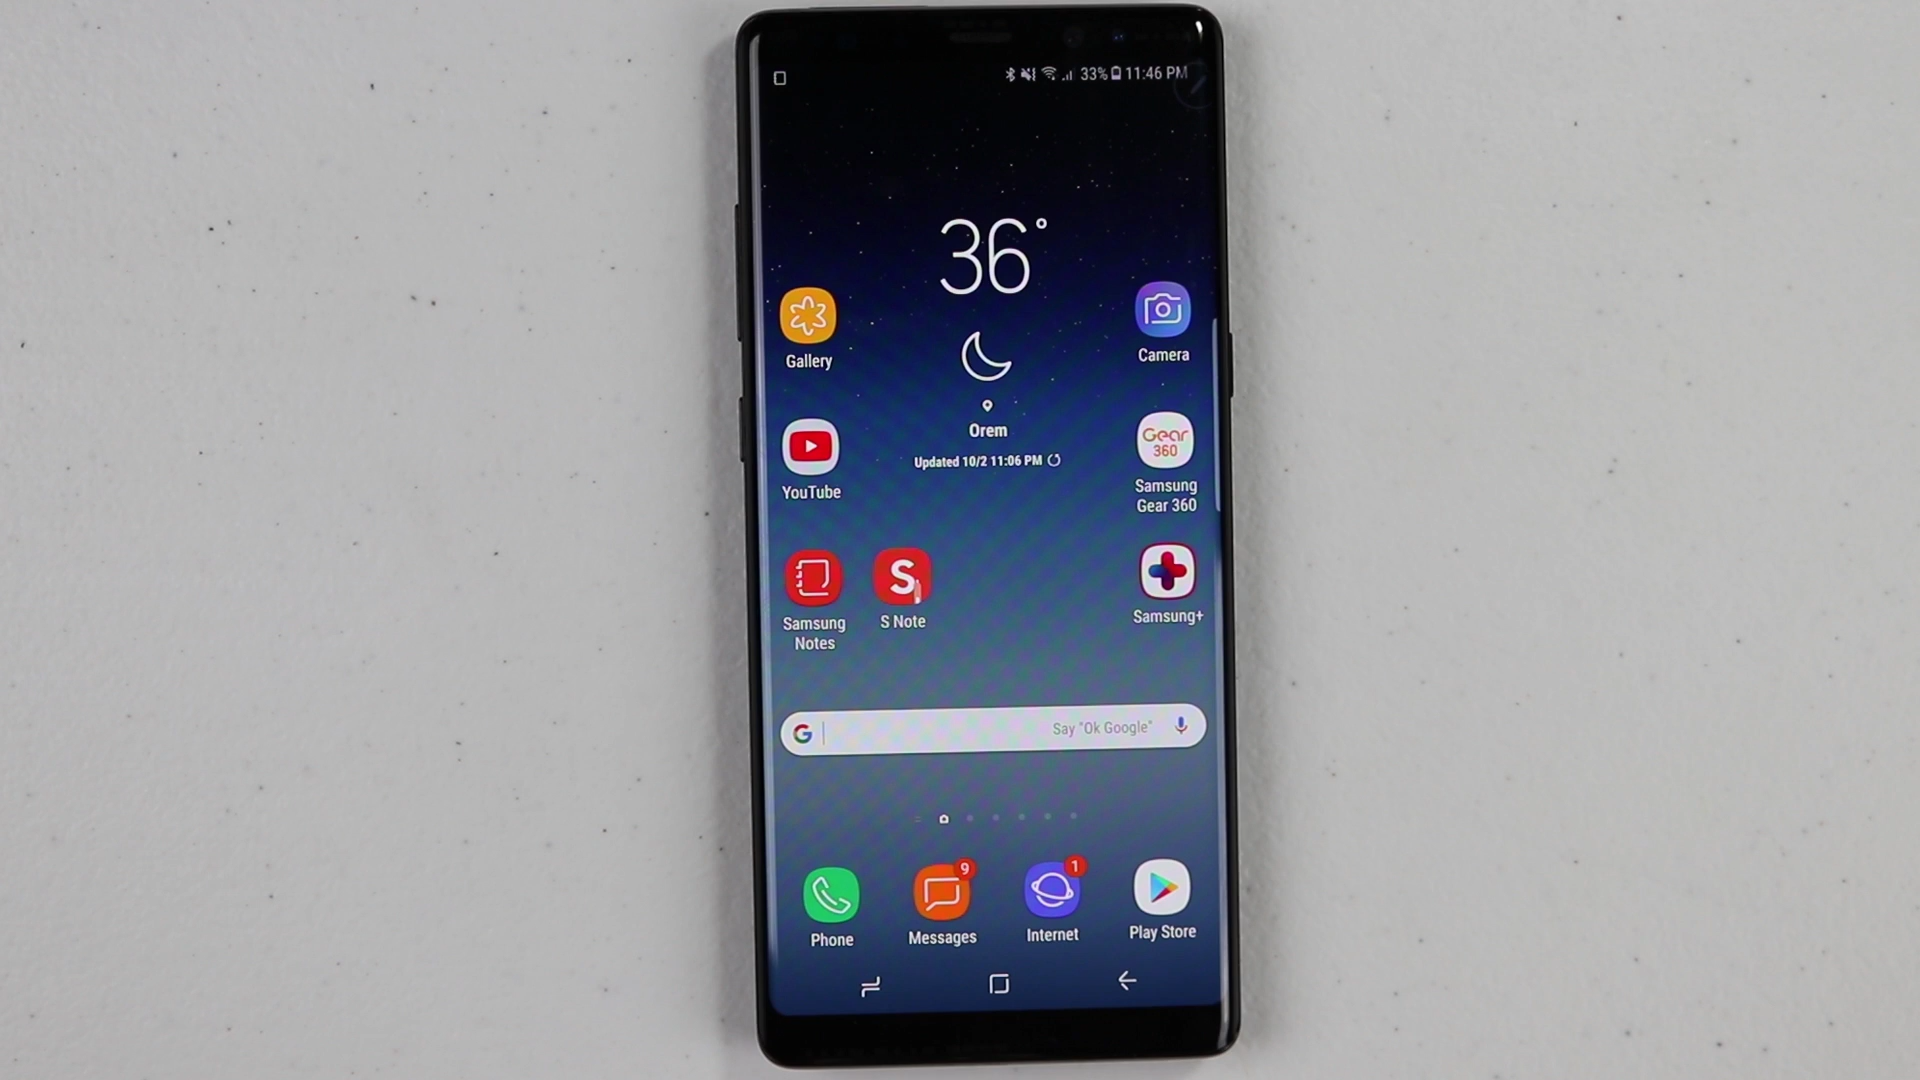 33% 11:46 PM
36°
Gallery
Camera
Orem
Updated 10/2 11:06 PM
YouTube
Gear
360
Samsung
Gear 360
Samsung
Notes
S
S Note
Samsung+
G
Say "Ok Google"
9
1
Phone
Messages
Internet
Play Store